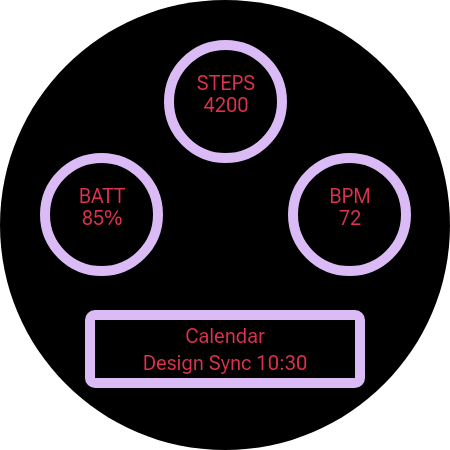 STEPS
4200
BATT
85%
BPM
72
Calendar
Design Sync 10:30